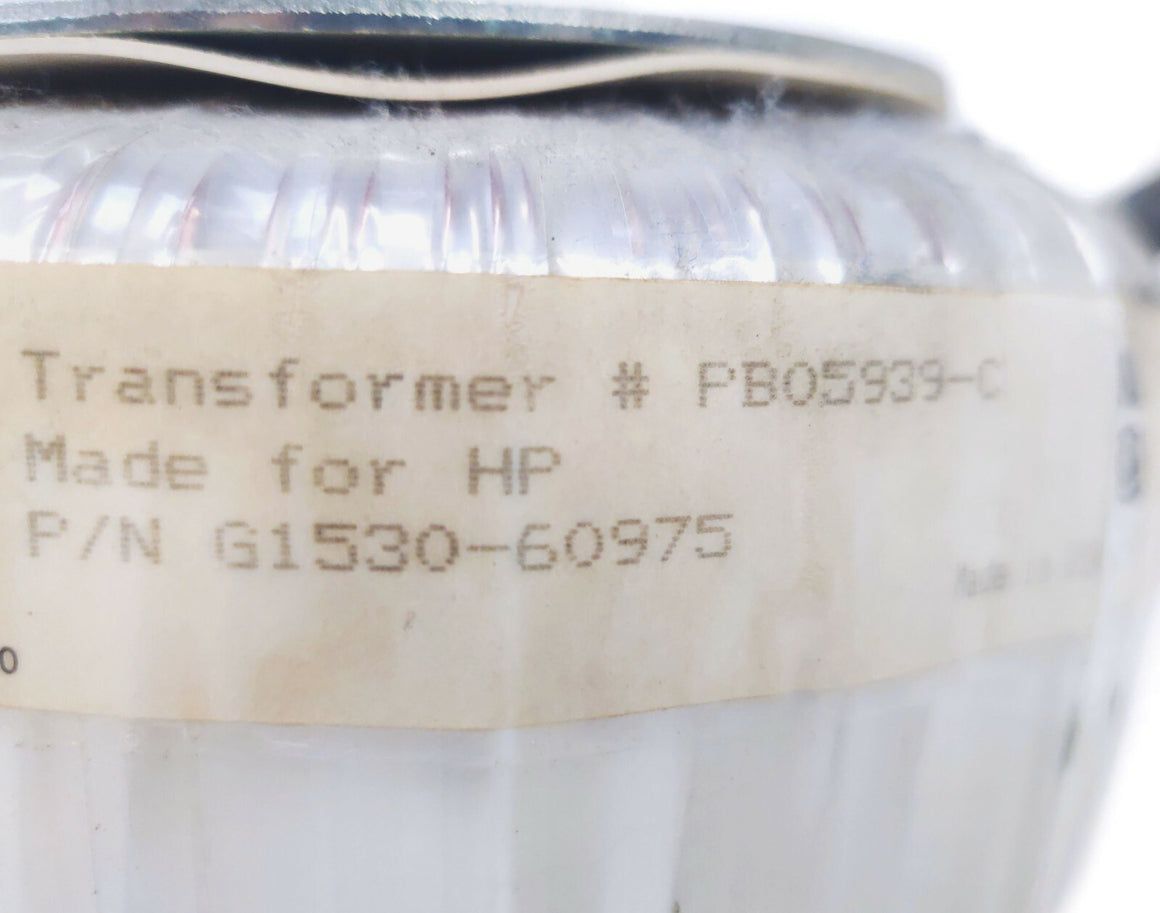 Transformer # PB05939-C
Made for HP
P/N G1530-60975